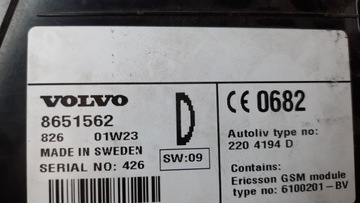 VOLVO
8651562
826 01W23
MADE IN SWEDEN
SERIAL NO: 426
D
SW:09
CE 0682
Autoliv type no:
220 4194 D
Contains:
Ericsson GSM module
type no: 6100201-BV